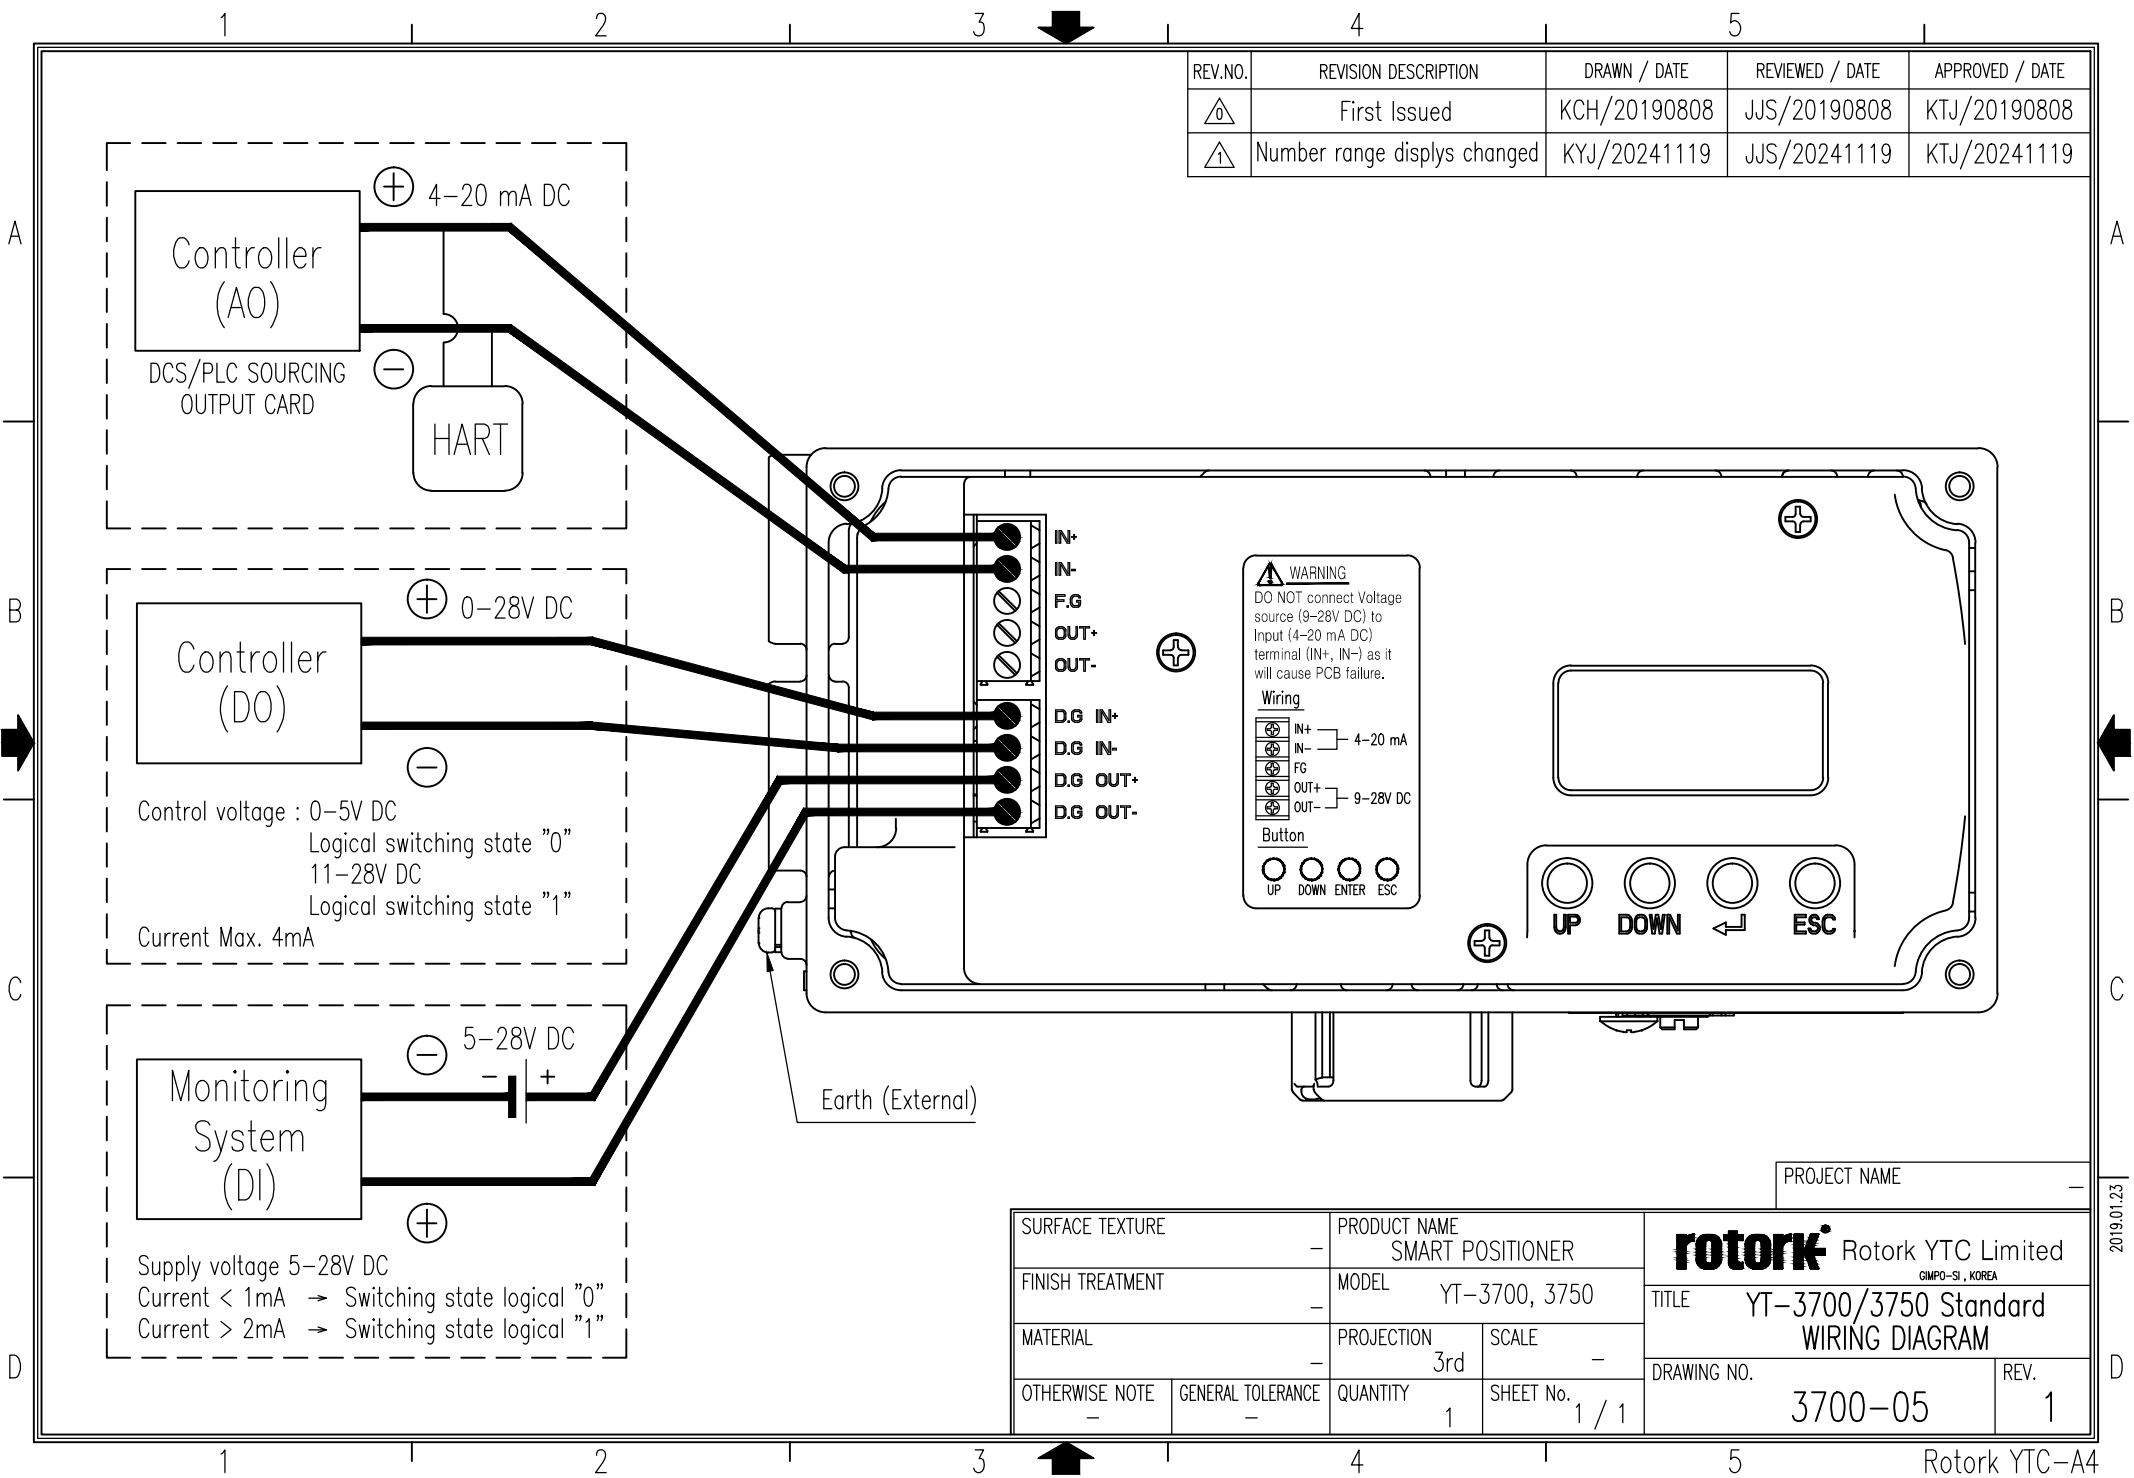 1 2 3 4 5
REV.NO. REVISION DESCRIPTION DRAWN / DATE REVIEWED / DATE APPROVED / DATE
0 First Issued KCH/20190808 JJS/20190808 KTJ/20190808
1 Number range displys changed KYJ/20241119 JJS/20241119 KTJ/20241119
A A
B B
C C
D D
+ 4-20 mA DC
Controller
(AO)
−
DCS/PLC SOURCING
OUTPUT CARD
HART
+ 0-28V DC
Controller
(DO)
−
Control voltage : 0-5V DC
Logical switching state "0"
11-28V DC
Logical switching state "1"
Current Max. 4mA
− 5-28V DC
- +
Monitoring
System
(DI)
+
Supply voltage 5-28V DC
Current < 1mA → Switching state logical "0"
Current > 2mA → Switching state logical "1"
IN+
IN-
F.G
OUT+
OUT-
D.G IN+
D.G IN-
D.G OUT+
D.G OUT-
WARNING
DO NOT connect Voltage
source (9-28V DC) to
Input (4-20 mA DC)
terminal (IN+, IN-) as it
will cause PCB failure.
Wiring
IN+
IN-
4-20 mA
FG
OUT+
OUT-
9-28V DC
Button
UP DOWN ENTER ESC
UP DOWN ESC
Earth (External)
PROJECT NAME
-
2019.01.23
SURFACE TEXTURE
-
FINISH TREATMENT
-
MATERIAL
-
OTHERWISE NOTE
-
GENERAL TOLERANCE
-
PRODUCT NAME
SMART POSITIONER
MODEL YT-3700, 3750
PROJECTION
3rd
SCALE
-
QUANTITY
1
SHEET No.
1 / 1
rotork Rotork YTC Limited
GIMPO-SI , KOREA
TITLE YT-3700/3750 Standard
WIRING DIAGRAM
DRAWING NO.
3700-05
REV.
1
1 2 3 4 5
Rotork YTC-A4